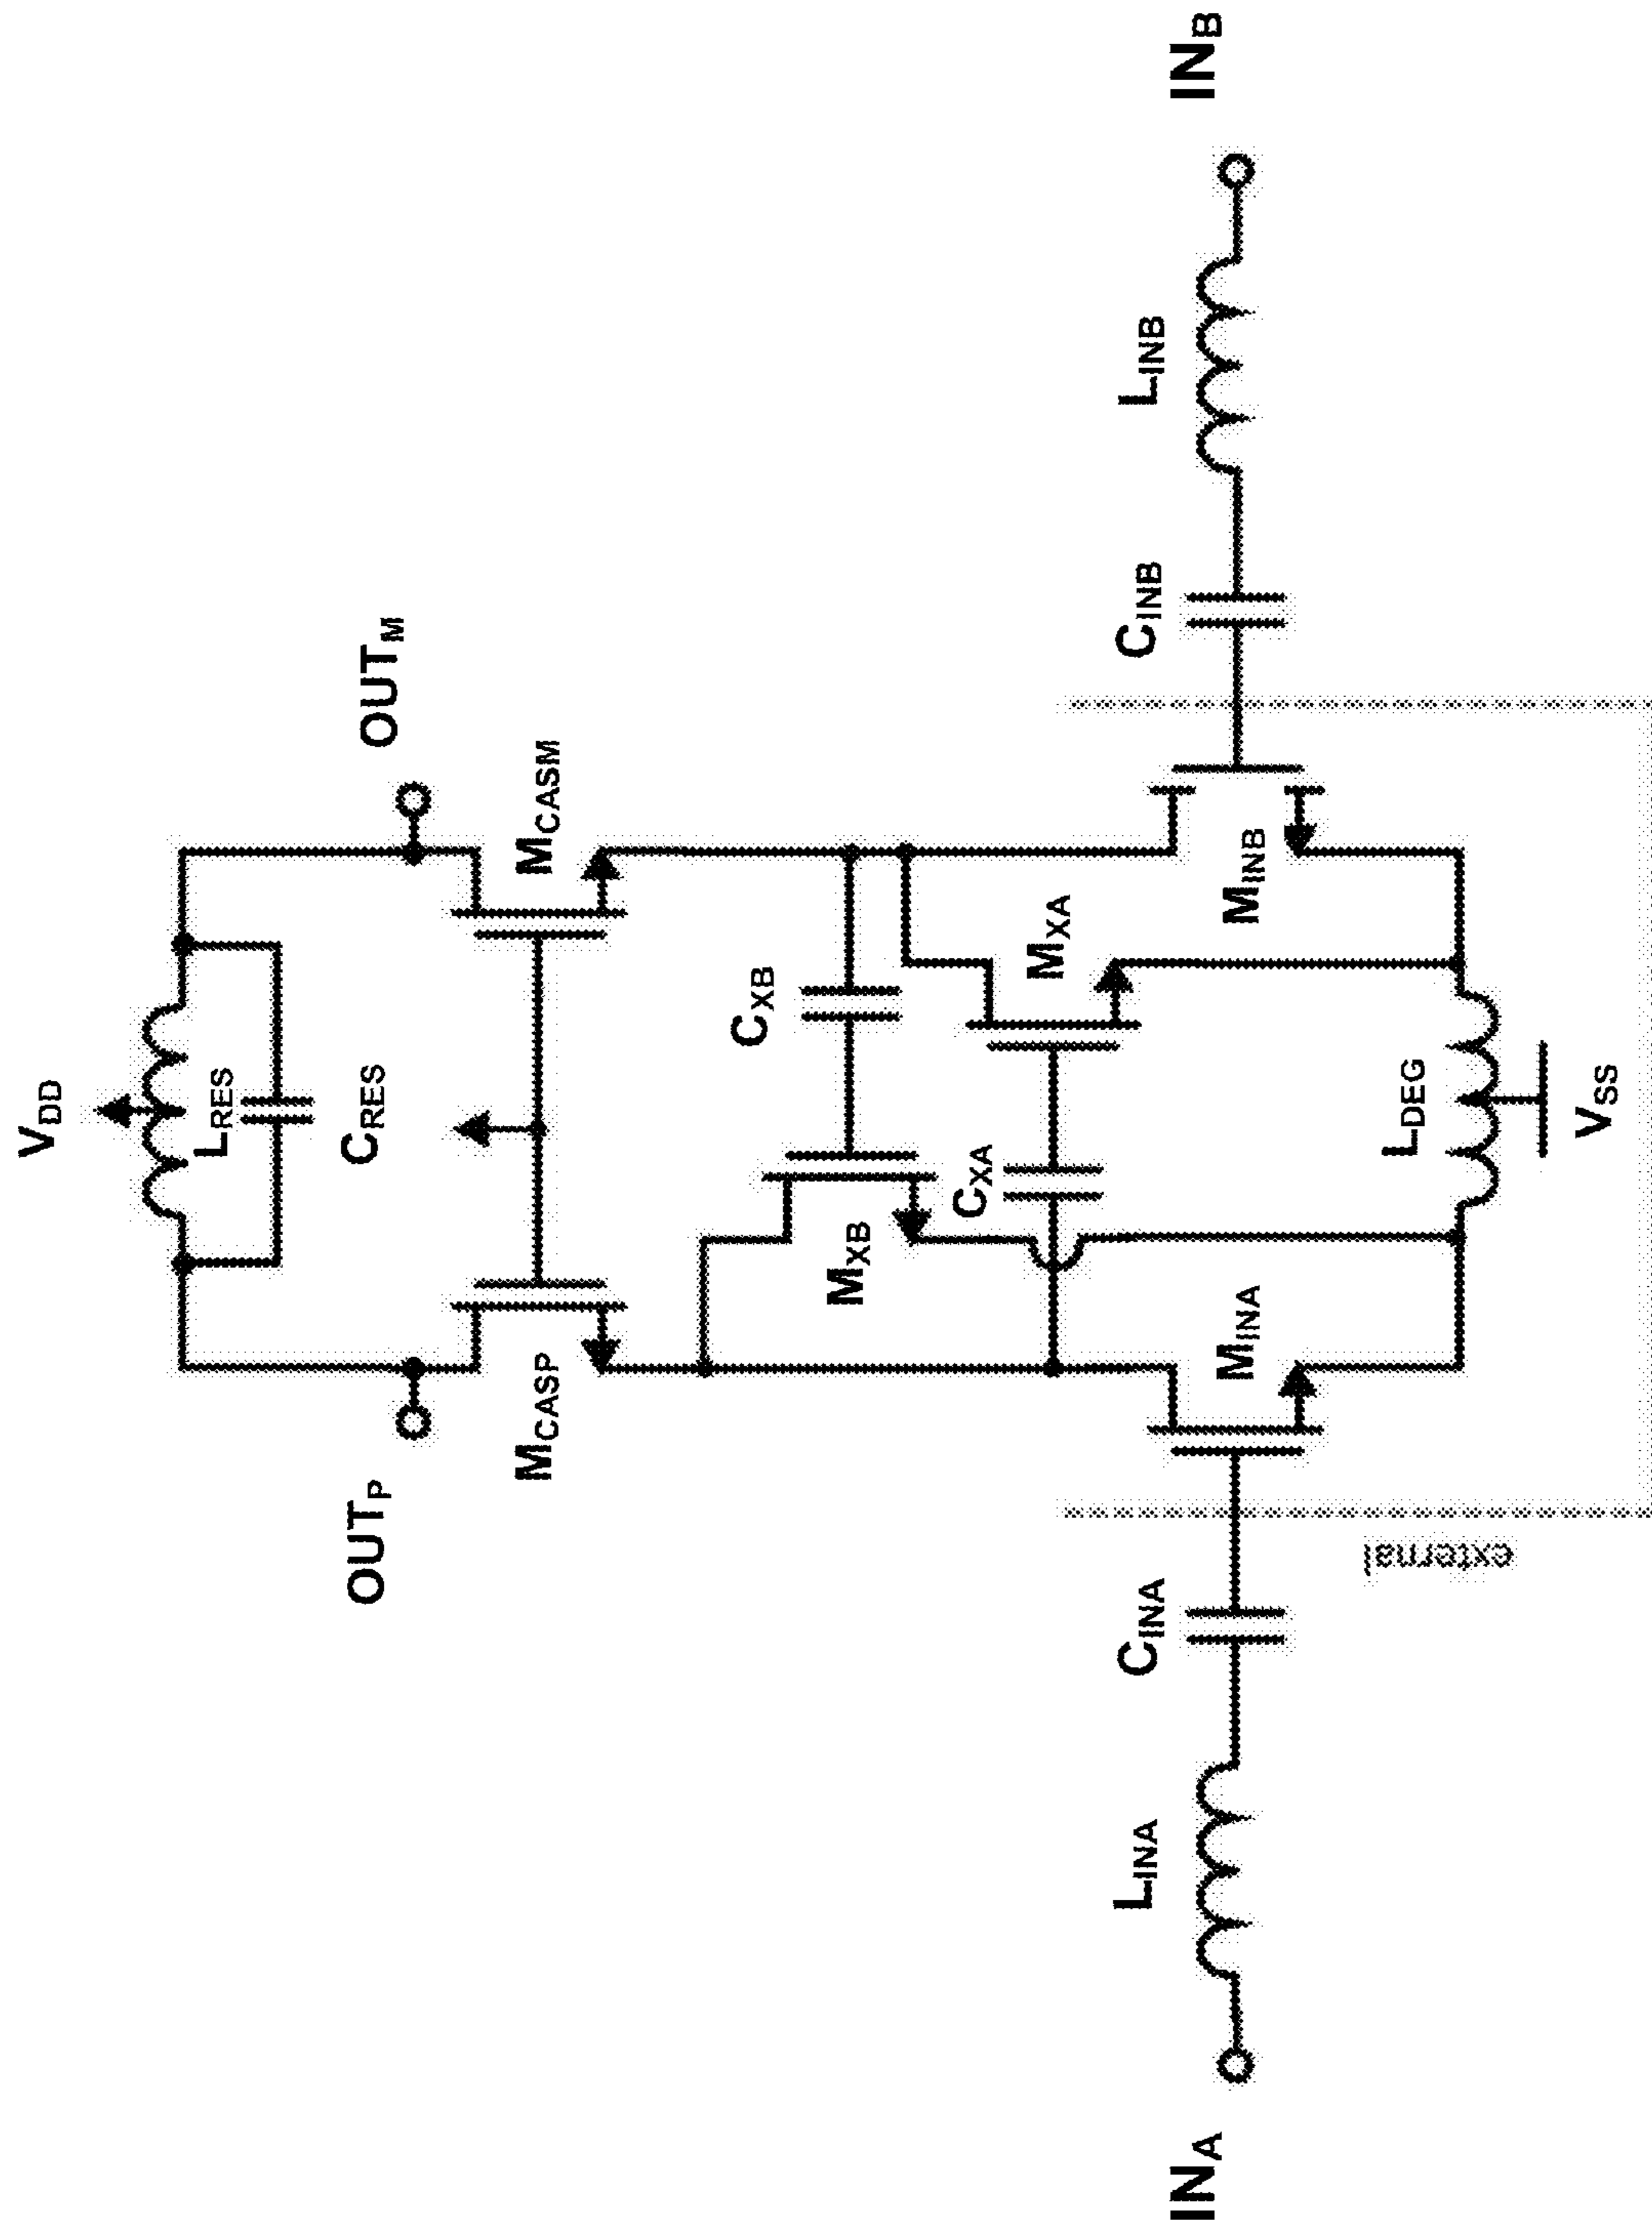 V_DD
L_RES
C_RES
OUT_P
OUT_M
M_CASP
M_CASM
C_XB
M_XB
M_XA
C_XA
IN_A
L_INA
C_INA
M_INA
M_INB
C_INB
L_INB
IN_B
external
L_DEG
V_SS